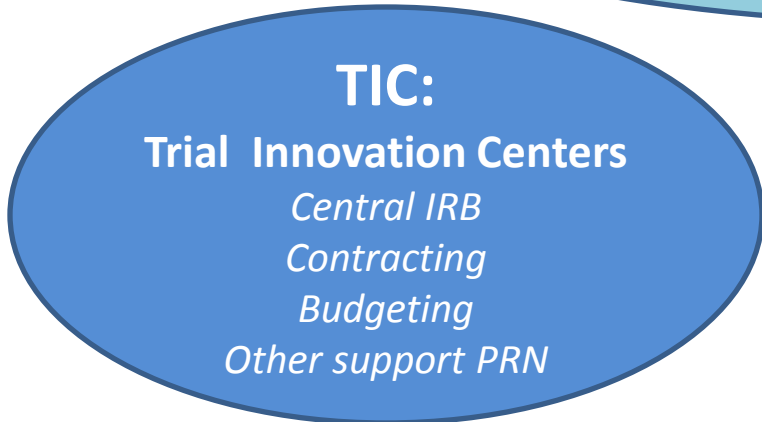 TIC:
Trial Innovation Centers
Central IRB
Contracting
Budgeting
Other support PRN